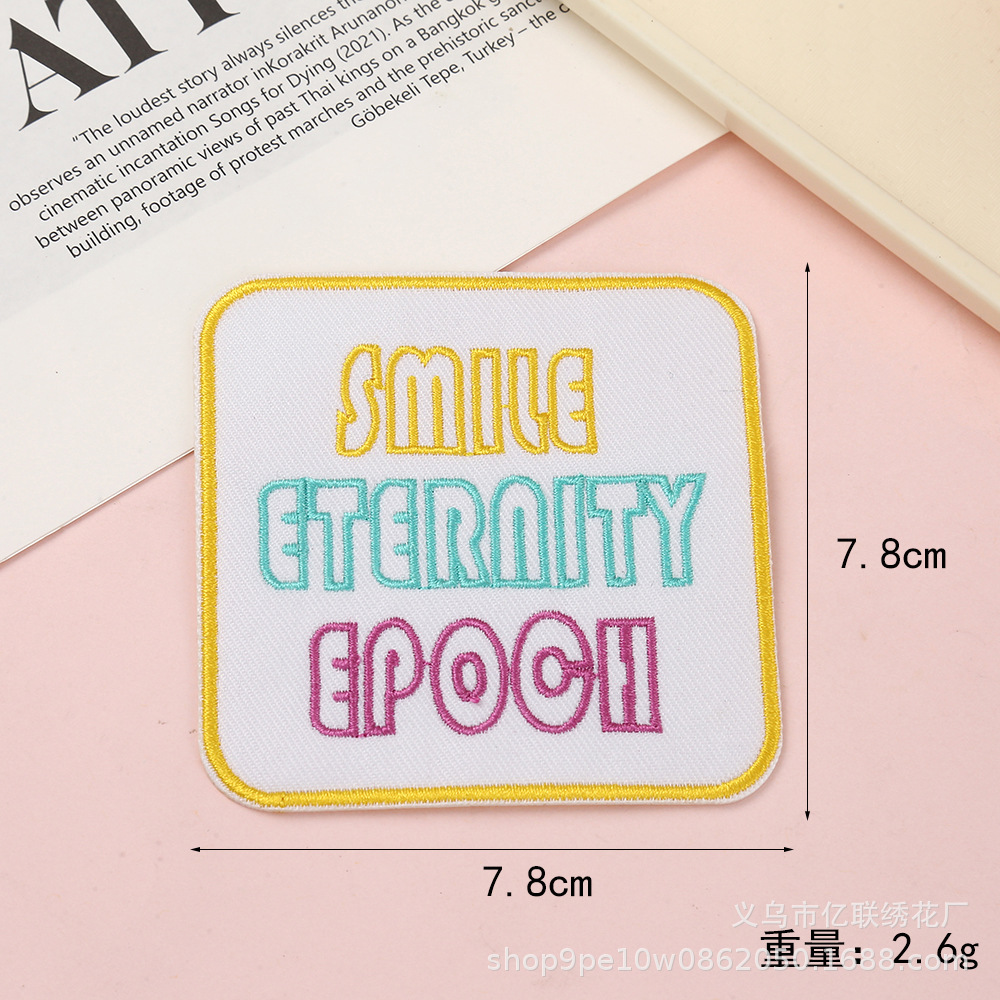 "The loudest story always silences the
observes an unnamed narrator inKorakrit Arunanon
cinematic incantation Songs for Dying (2021). As the
between panoramic views of past Thai kings on a Bangkok
building, footage of protest marches and the prehistoric sanct
Göbekeli Tepe, Turkey – the c
SMILE
ETERNITY
EPOCH
7.8cm
7.8cm
义乌市亿联绣花厂
重量：2.6g